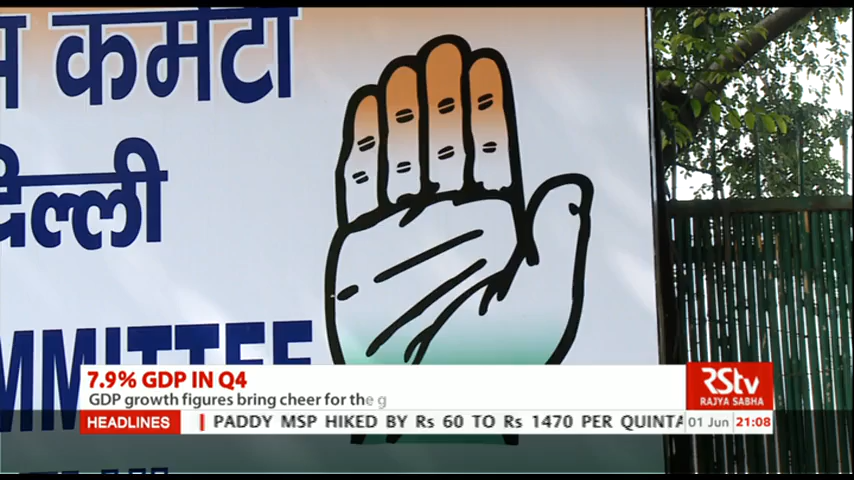 कमेटी
दिल्ली
7.9% GDP IN Q4
GDP growth figures bring cheer for the g
HEADLINES
PADDY MSP HIKED BY Rs 60 TO Rs 1470 PER QUINTA
01 Jun 21:08
RStv
RAJYA SABHA